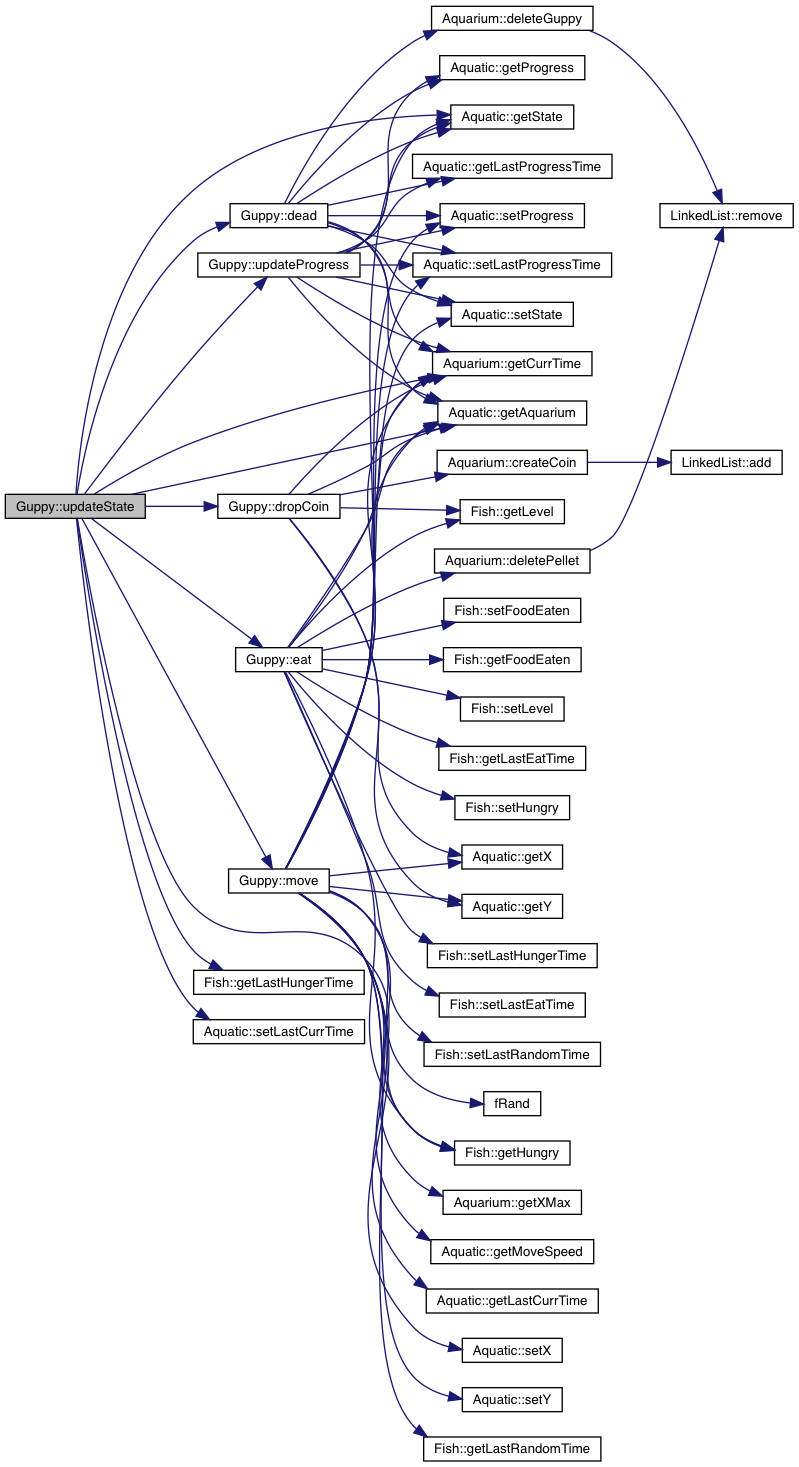 Aquarium::deleteGuppy
Aquatic::getProgress
Aquatic::getState
Aquatic::getLastProgressTime
Guppy::dead
Aquatic::setProgress
LinkedList::remove
Guppy::updateProgress
Aquatic::setLastProgressTime
Aquatic::setState
Aquarium::getCurrTime
Aquatic::getAquarium
Aquarium::createCoin
LinkedList::add
Guppy::updateState
Guppy::dropCoin
Fish::getLevel
Aquarium::deletePellet
Fish::setFoodEaten
Guppy::eat
Fish::getFoodEaten
Fish::setLevel
Fish::getLastEatTime
Fish::setHungry
Aquatic::getX
Guppy::move
Aquatic::getY
Fish::setLastHungerTime
Fish::getLastHungerTime
Fish::setLastEatTime
Aquatic::setLastCurrTime
Fish::setLastRandomTime
fRand
Fish::getHungry
Aquarium::getXMax
Aquatic::getMoveSpeed
Aquatic::getLastCurrTime
Aquatic::setX
Aquatic::setY
Fish::getLastRandomTime